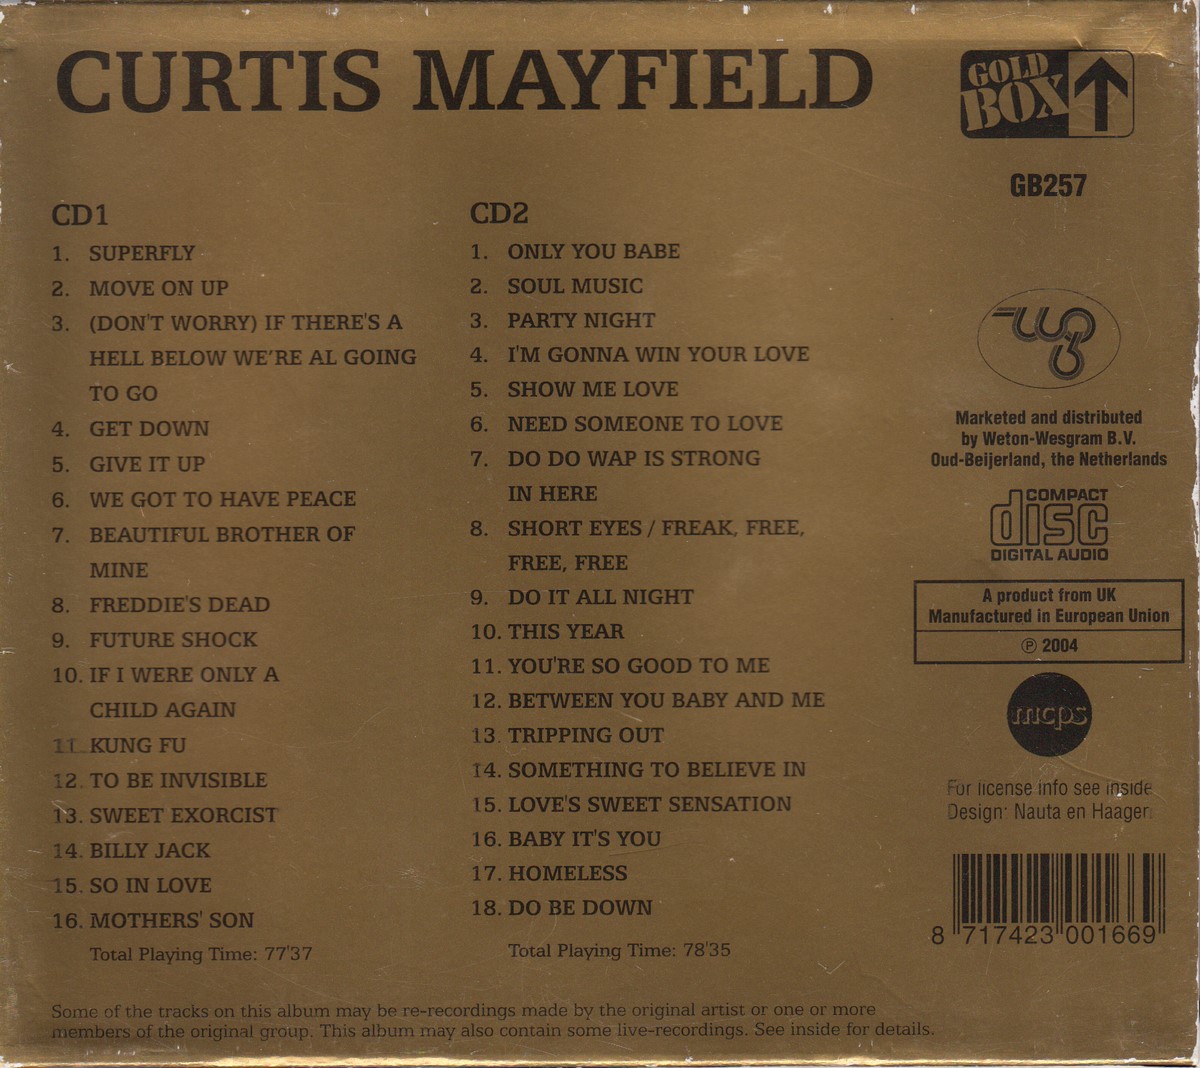 CURTIS MAYFIELD
GOLD
BOX
GB257
CD1
1. SUPERFLY
2. MOVE ON UP
3. (DON'T WORRY) IF THERE'S A
HELL BELOW WE'RE AL GOING
TO GO
4. GET DOWN
5. GIVE IT UP
6. WE GOT TO HAVE PEACE
7. BEAUTIFUL BROTHER OF
MINE
8. FREDDIE'S DEAD
9. FUTURE SHOCK
10. IF I WERE ONLY A
CHILD AGAIN
11. KUNG FU
12. TO BE INVISIBLE
13. SWEET EXORCIST
14. BILLY JACK
15. SO IN LOVE
16. MOTHERS' SON
Total Playing Time: 77'37
CD2
1. ONLY YOU BABE
2. SOUL MUSIC
3. PARTY NIGHT
4. I'M GONNA WIN YOUR LOVE
5. SHOW ME LOVE
6. NEED SOMEONE TO LOVE
7. DO DO WAP IS STRONG
IN HERE
8. SHORT EYES / FREAK, FREE,
FREE, FREE
9. DO IT ALL NIGHT
10. THIS YEAR
11. YOU'RE SO GOOD TO ME
12. BETWEEN YOU BABY AND ME
13. TRIPPING OUT
14. SOMETHING TO BELIEVE IN
15. LOVE'S SWEET SENSATION
16. BABY IT'S YOU
17. HOMELESS
18. DO BE DOWN
Total Playing Time: 78'35
Marketed and distributed
by Weton-Wesgram B.V.
Oud-Beijerland, the Netherlands
COMPACT
disc
DIGITAL AUDIO
A product from UK
Manufactured in European Union
℗ 2004
mcps
For license info see inside
Design: Nauta en Haagen
8 717423 001669
Some of the tracks on this album may be re-recordings made by the original artist or one or more
members of the original group. This album may also contain some live-recordings. See inside for details.